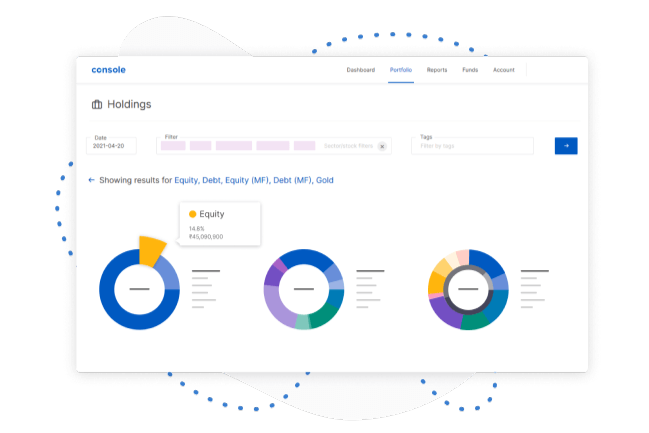 console
Dashboard Portfolio Reports Funds Account
Holdings
Date
2021-04-20
Filter
Sector/stock filters
Tags
Filter by tags
← Showing results for Equity, Debt, Equity (MF), Debt (MF), Gold
Equity
14.8%
₹45,090,900